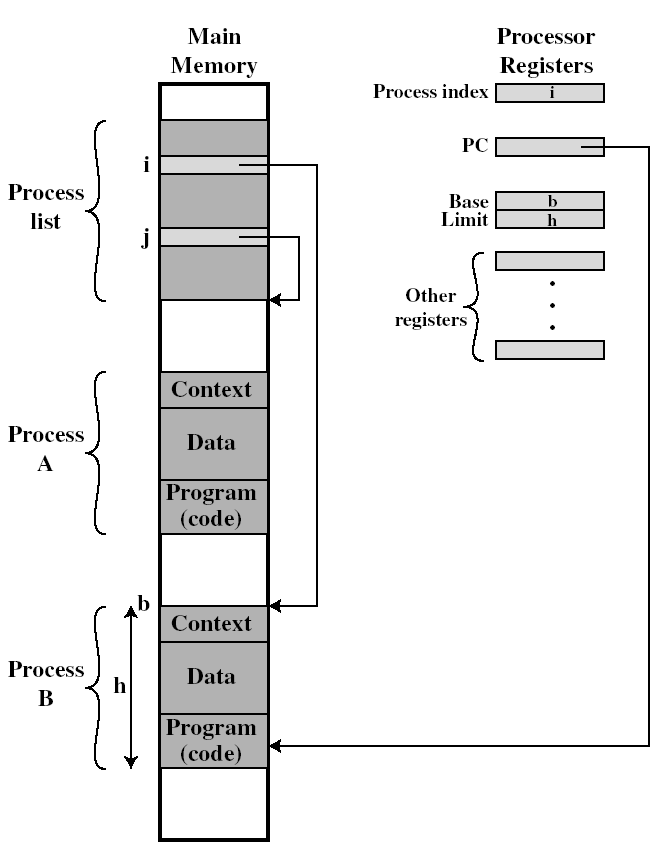 Main
Memory
Processor
Registers
Process index
i
PC
Base
b
Limit
h
Other
registers
Process
list
i
j
Process
A
Context
Data
Program
(code)
Process
B
b
h
Context
Data
Program
(code)